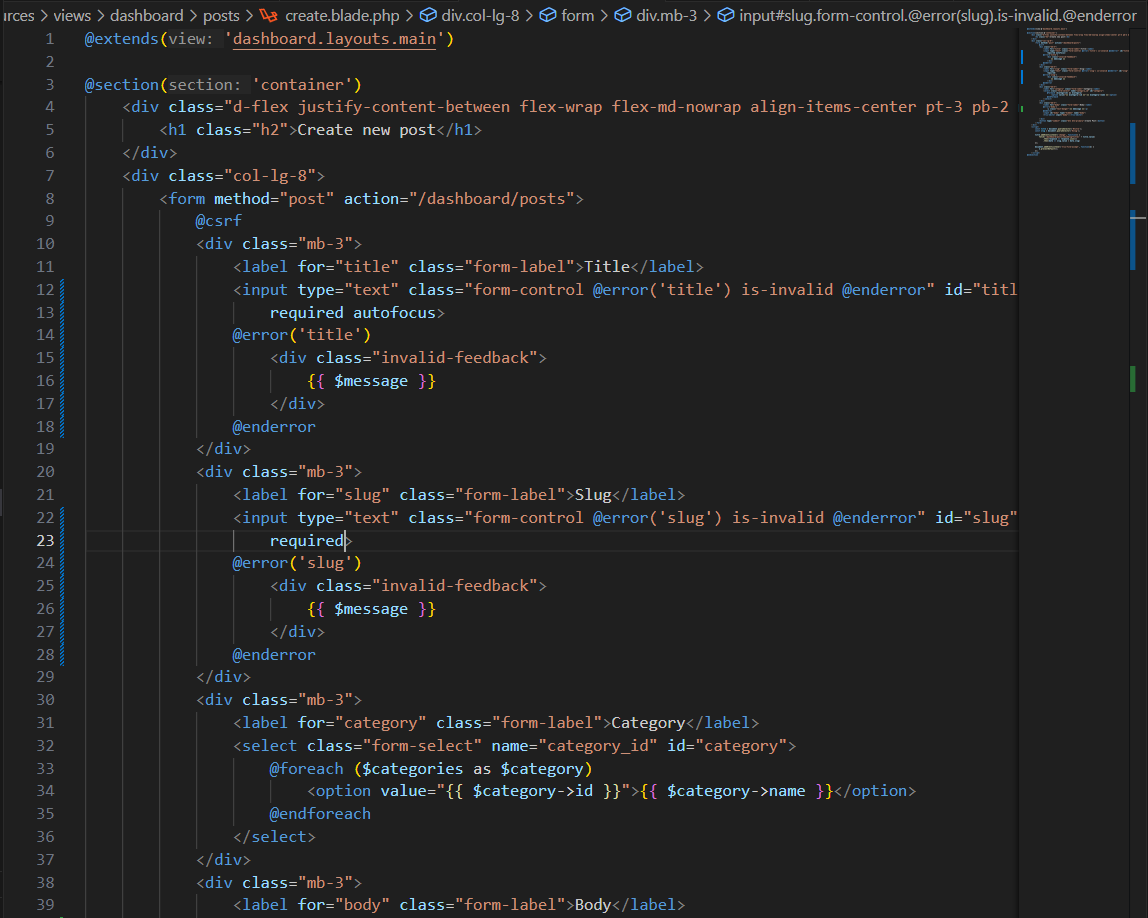 urces > views > dashboard > posts > create.blade.php > div.col-lg-8 > form > div.mb-3 > input#slug.form-control.@error(slug).is-invalid.@enderror
1 @extends(view: 'dashboard.layouts.main')
2
3 @section(section: 'container')
4 <div class="d-flex justify-content-between flex-wrap flex-md-nowrap align-items-center pt-3 pb-2
5 <h1 class="h2">Create new post</h1>
6 </div>
7 <div class="col-lg-8">
8 <form method="post" action="/dashboard/posts">
9 @csrf
10 <div class="mb-3">
11 <label for="title" class="form-label">Title</label>
12 <input type="text" class="form-control @error('title') is-invalid @enderror" id="titl
13 required autofocus>
14 @error('title')
15 <div class="invalid-feedback">
16 {{ $message }}
17 </div>
18 @enderror
19 </div>
20 <div class="mb-3">
21 <label for="slug" class="form-label">Slug</label>
22 <input type="text" class="form-control @error('slug') is-invalid @enderror" id="slug"
23 required>
24 @error('slug')
25 <div class="invalid-feedback">
26 {{ $message }}
27 </div>
28 @enderror
29 </div>
30 <div class="mb-3">
31 <label for="category" class="form-label">Category</label>
32 <select class="form-select" name="category_id" id="category">
33 @foreach ($categories as $category)
34 <option value="{{ $category->id }}">{{ $category->name }}</option>
35 @endforeach
36 </select>
37 </div>
38 <div class="mb-3">
39 <label for="body" class="form-label">Body</label>